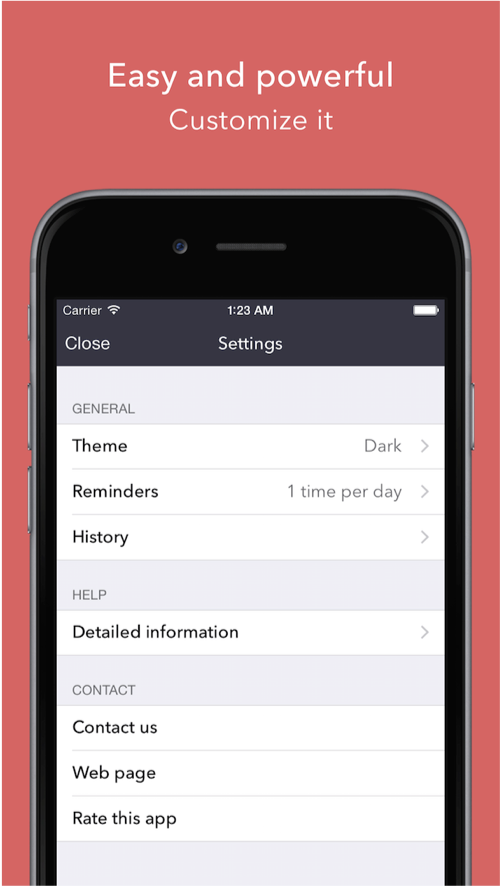 Easy and powerful
Customize it
Carrier 1:23 AM
Close Settings
GENERAL
Theme Dark
Reminders 1 time per day
History
HELP
Detailed information
CONTACT
Contact us
Web page
Rate this app